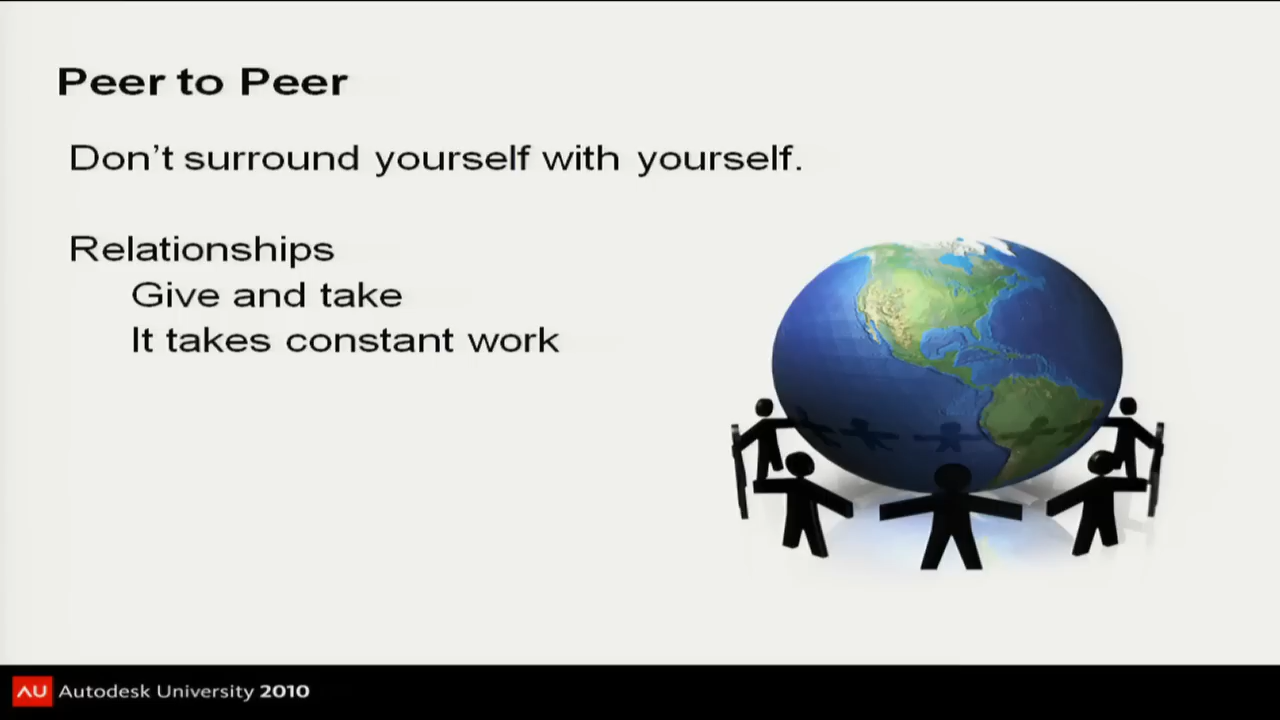 Peer to Peer
Don't surround yourself with yourself.
Relationships
Give and take
It takes constant work
AU Autodesk University 2010